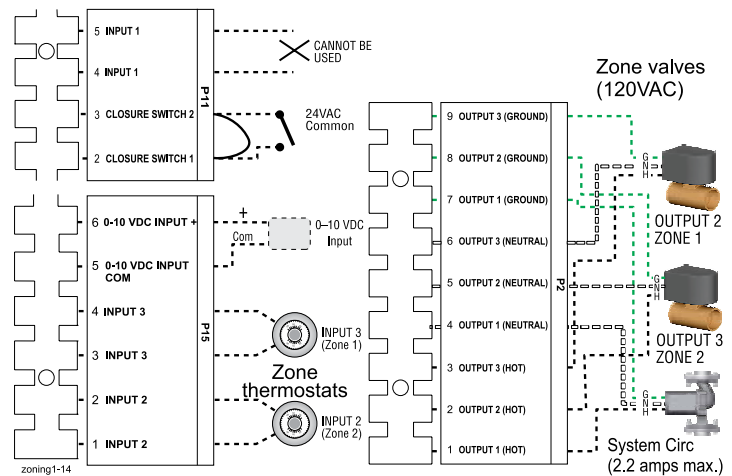 5 INPUT 1
4 INPUT 1
3 CLOSURE SWITCH 2
2 CLOSURE SWITCH 1
P11
CANNOT BE
USED
24VAC
Common
6 0-10 VDC INPUT +
5 0-10 VDC INPUT
COM
4 INPUT 3
3 INPUT 3
2 INPUT 2
1 INPUT 2
P15
+
Com
0–10 VDC
Input
INPUT 3
(Zone 1)
Zone
thermostats
INPUT 2
(Zone 2)
zoning1-14
9 OUTPUT 3 (GROUND)
8 OUTPUT 2 (GROUND)
7 OUTPUT 1 (GROUND)
6 OUTPUT 3 (NEUTRAL)
5 OUTPUT 2 (NEUTRAL)
4 OUTPUT 1 (NEUTRAL)
3 OUTPUT 3 (HOT)
2 OUTPUT 2 (HOT)
1 OUTPUT 1 (HOT)
P2
Zone valves
(120VAC)
G
N
H
OUTPUT 2
ZONE 1
G
N
H
OUTPUT 3
ZONE 2
G
N
H
System Circ
(2.2 amps max.)